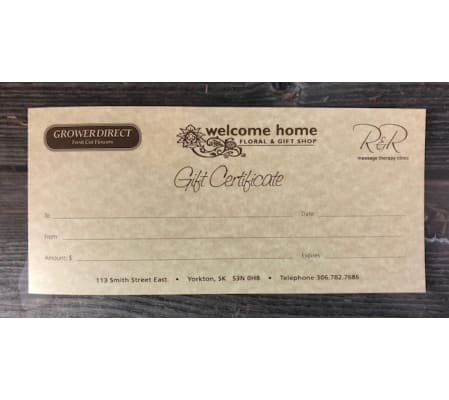 GROWER DIRECT
Fresh Cut Flowers
welcome home
FLORAL & GIFT SHOP
R&R
massage therapy clinic
Gift Certificate
To:
Date:
From:
Amount: $
Expires:
113 Smith Street East • Yorkton, SK S3N 0H8 • Telephone 306.782.7686